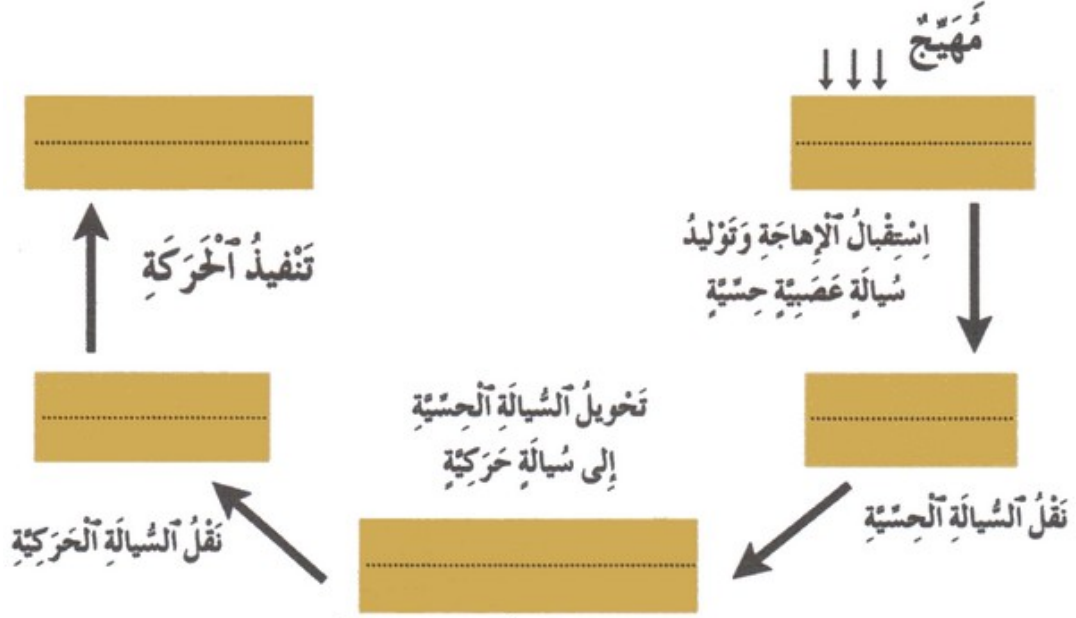 مُهَيِّجٌ
اِسْتِقْبالُ ٱلْإِهاجَةِ وَتَوْليدُ
سُيالَةٍ عَصَبِيَّةٍ حِسِّيَّةٍ
نَقْلُ ٱلسُّيالَةِ ٱلْحِسِّيَّةِ
تَحْويلُ ٱلسُّيالَةِ ٱلْحِسِّيَّةِ
إِلى سُيالَةٍ حَرَكِيَّةٍ
نَقْلُ ٱلسُّيالَةِ ٱلْحَرَكِيَّةِ
تَنْفيذُ ٱلْحَرَكَةِ